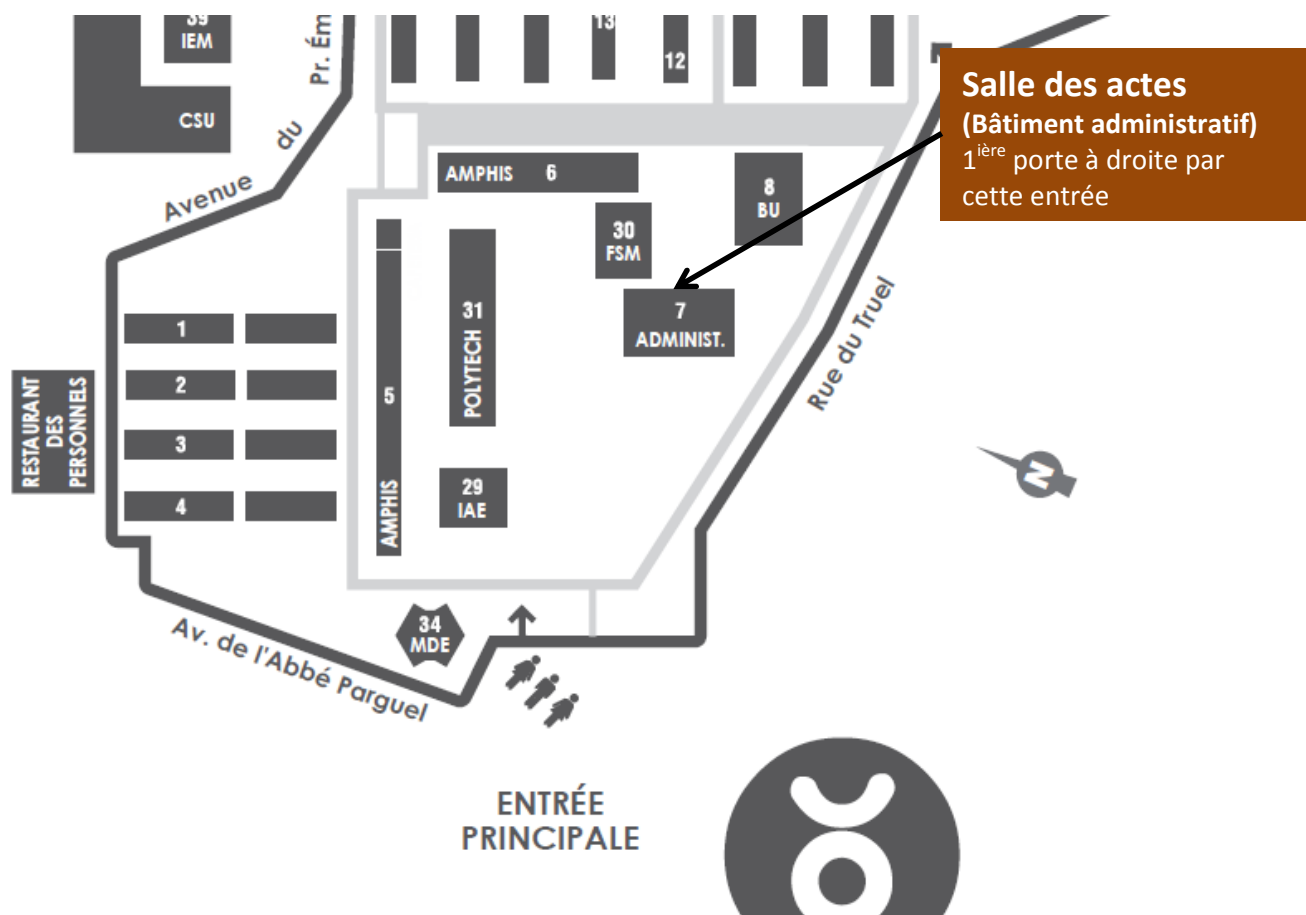 39
IEM
CSU
Avenue du Pr. Ém
13
12
Salle des actes
(Bâtiment administratif)
1ière porte à droite par
cette entrée
AMPHIS 6
8
BU
30
FSM
7
ADMINIST.
31
POLYTECH
5
AMPHIS
29
IAE
1
2
3
4
RESTAURANT
DES
PERSONNELS
Rue du Truel
N
34
MDE
Av. de l'Abbé Parguel
ENTRÉE
PRINCIPALE